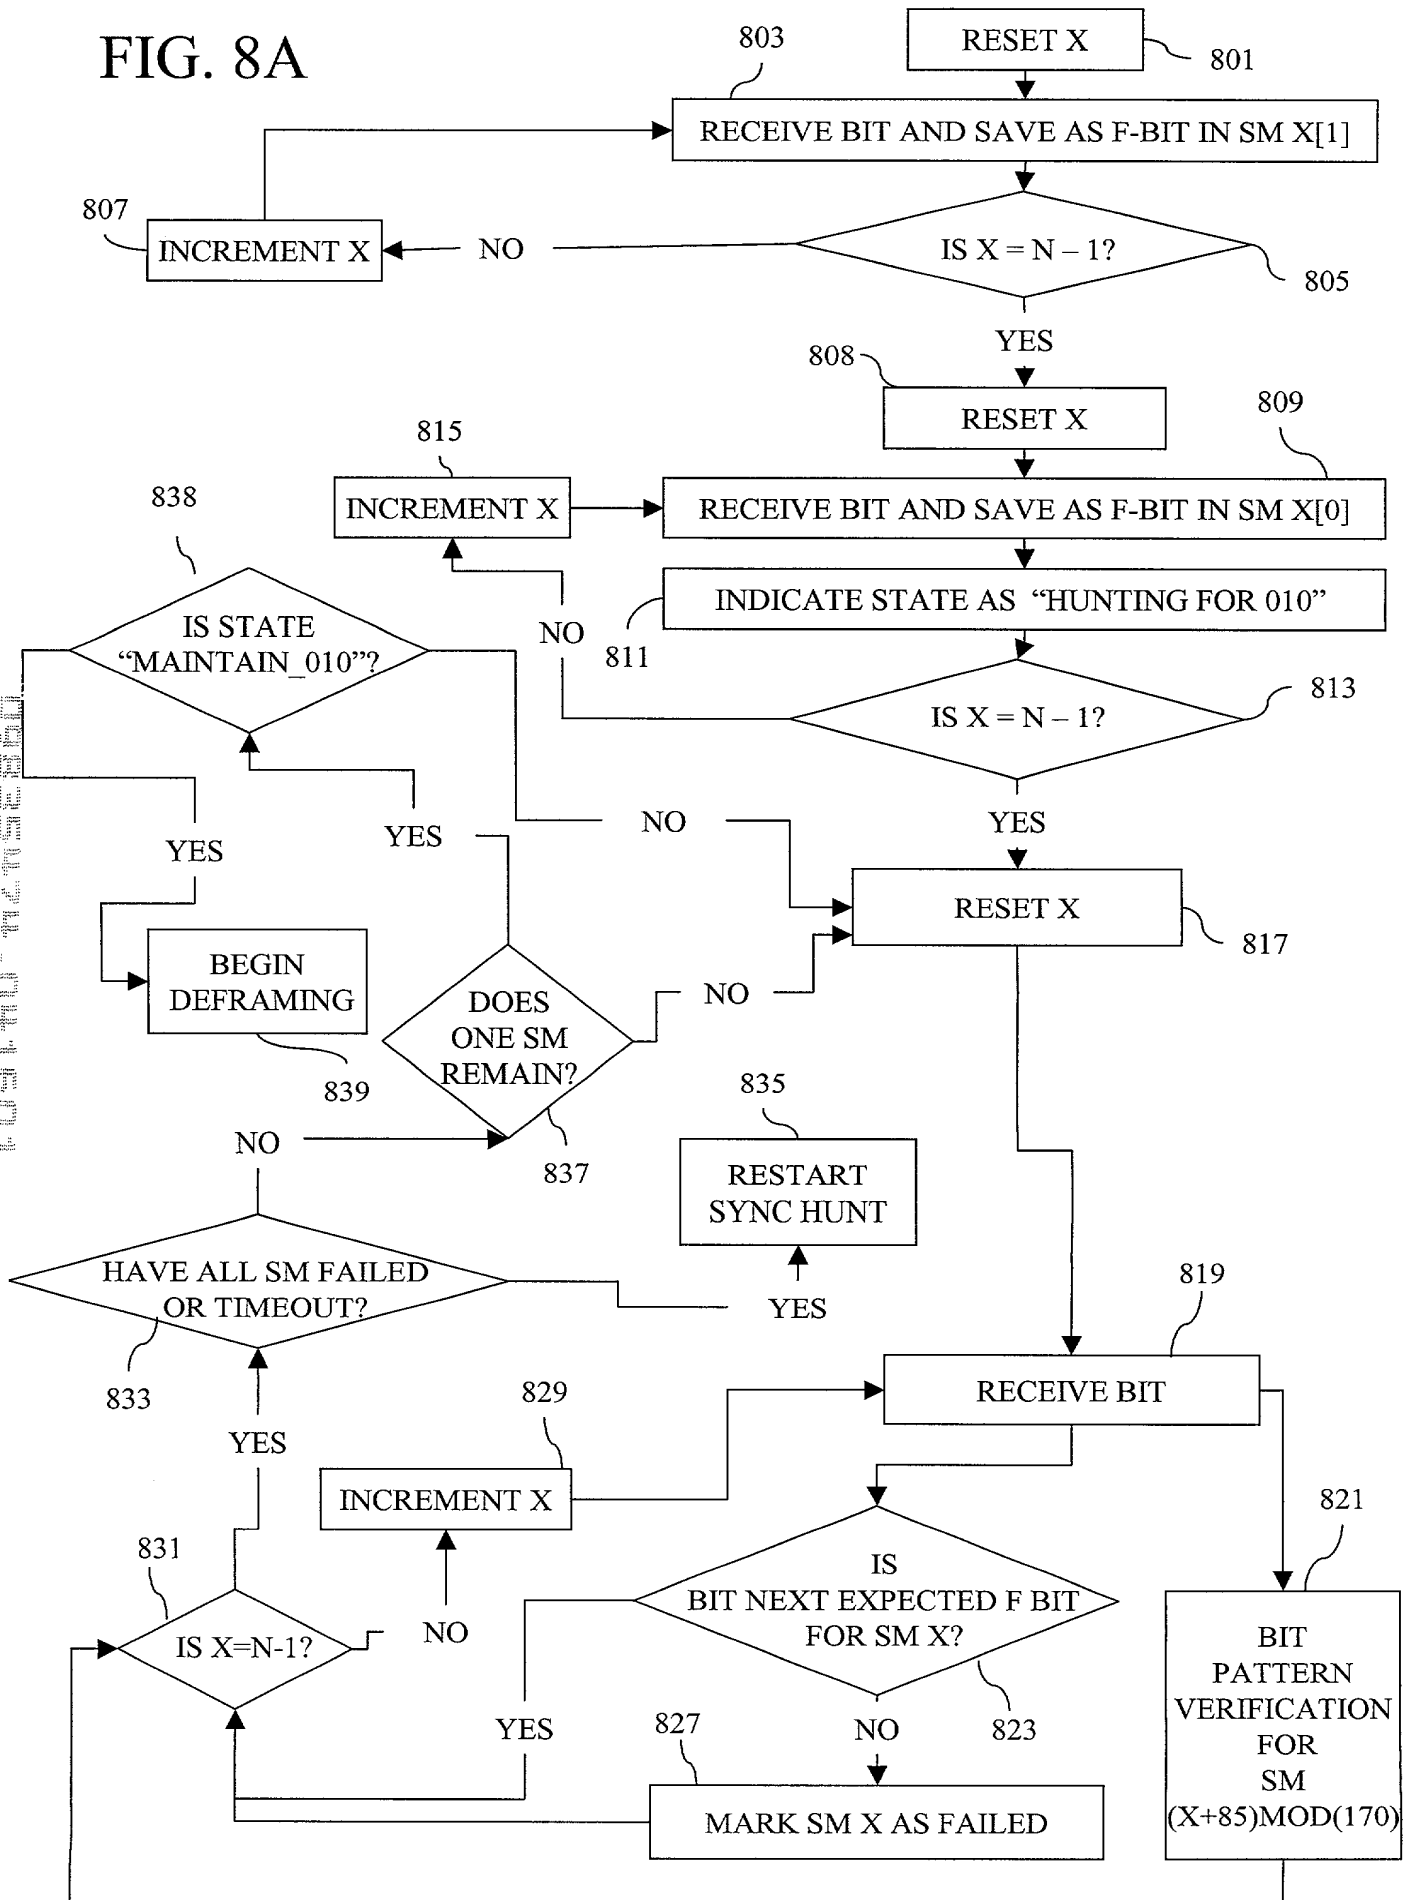 FIG. 8A
803
RESET X
801
RECEIVE BIT AND SAVE AS F-BIT IN SM X[1]
807
INCREMENT X
NO
IS X = N – 1?
805
YES
808
RESET X
809
815
INCREMENT X
RECEIVE BIT AND SAVE AS F-BIT IN SM X[0]
838
INDICATE STATE AS “HUNTING FOR 010”
811
NO
IS STATE
“MAINTAIN_010”?
IS X = N – 1?
813
YES
YES
NO
YES
RESET X
817
BEGIN
DEFRAMING
839
DOES
ONE SM
REMAIN?
NO
837
NO
835
RESTART
SYNC HUNT
HAVE ALL SM FAILED
OR TIMEOUT?
833
YES
819
RECEIVE BIT
YES
829
INCREMENT X
821
831
IS X=N-1?
NO
IS
BIT NEXT EXPECTED F BIT
FOR SM X?
823
YES
NO
827
MARK SM X AS FAILED
BIT
PATTERN
VERIFICATION
FOR
SM
(X+85)MOD(170)